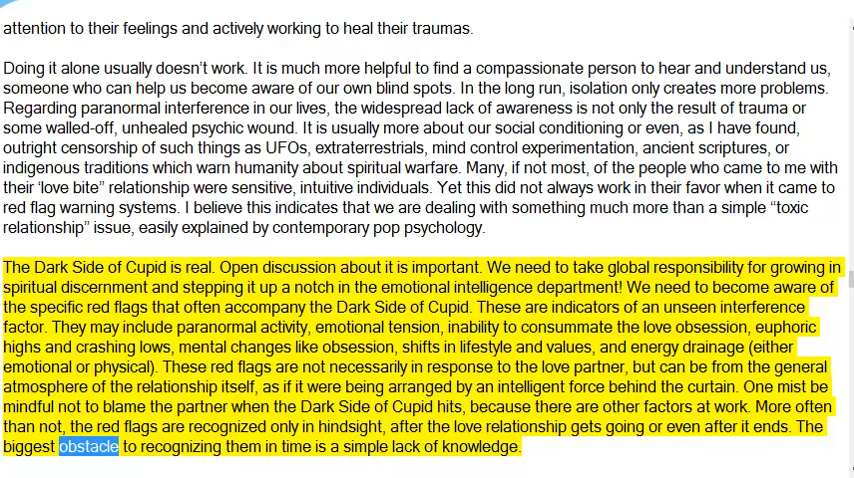 attention to their feelings and actively working to heal their traumas.
Doing it alone usually doesn’t work. It is much more helpful to find a compassionate person to hear and understand us,
someone who can help us become aware of our own blind spots. In the long run, isolation only creates more problems.
Regarding paranormal interference in our lives, the widespread lack of awareness is not only the result of trauma or
some walled-off, unhealed psychic wound. It is usually more about our social conditioning or even, as I have found,
outright censorship of such things as UFOs, extraterrestrials, mind control experimentation, ancient scriptures, or
indigenous traditions which warn humanity about spiritual warfare. Many, if not most, of the people who came to me with
their ‘love bite” relationship were sensitive, intuitive individuals. Yet this did not always work in their favor when it came to
red flag warning systems. I believe this indicates that we are dealing with something much more than a simple “toxic
relationship” issue, easily explained by contemporary pop psychology.
The Dark Side of Cupid is real. Open discussion about it is important. We need to take global responsibility for growing in
spiritual discernment and stepping it up a notch in the emotional intelligence department! We need to become aware of
the specific red flags that often accompany the Dark Side of Cupid. These are indicators of an unseen interference
factor. They may include paranormal activity, emotional tension, inability to consummate the love obsession, euphoric
highs and crashing lows, mental changes like obsession, shifts in lifestyle and values, and energy drainage (either
emotional or physical). These red flags are not necessarily in response to the love partner, but can be from the general
atmosphere of the relationship itself, as if it were being arranged by an intelligent force behind the curtain. One mist be
mindful not to blame the partner when the Dark Side of Cupid hits, because there are other factors at work. More often
than not, the red flags are recognized only in hindsight, after the love relationship gets going or even after it ends. The
biggest obstacle to recognizing them in time is a simple lack of knowledge.